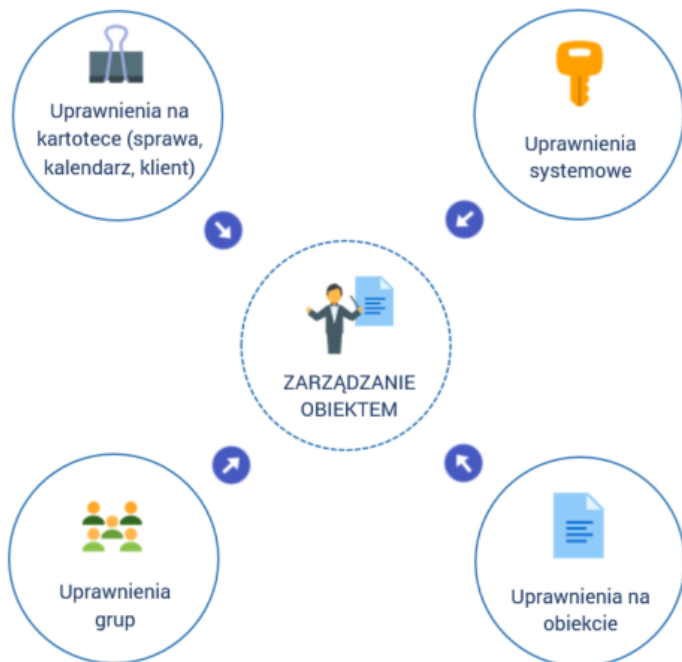 Uprawnienia na
kartotece (sprawa,
kalendarz, klient)
Uprawnienia
systemowe
ZARZĄDZANIE
OBIEKTEM
Uprawnienia
grup
Uprawnienia na
obiekcie